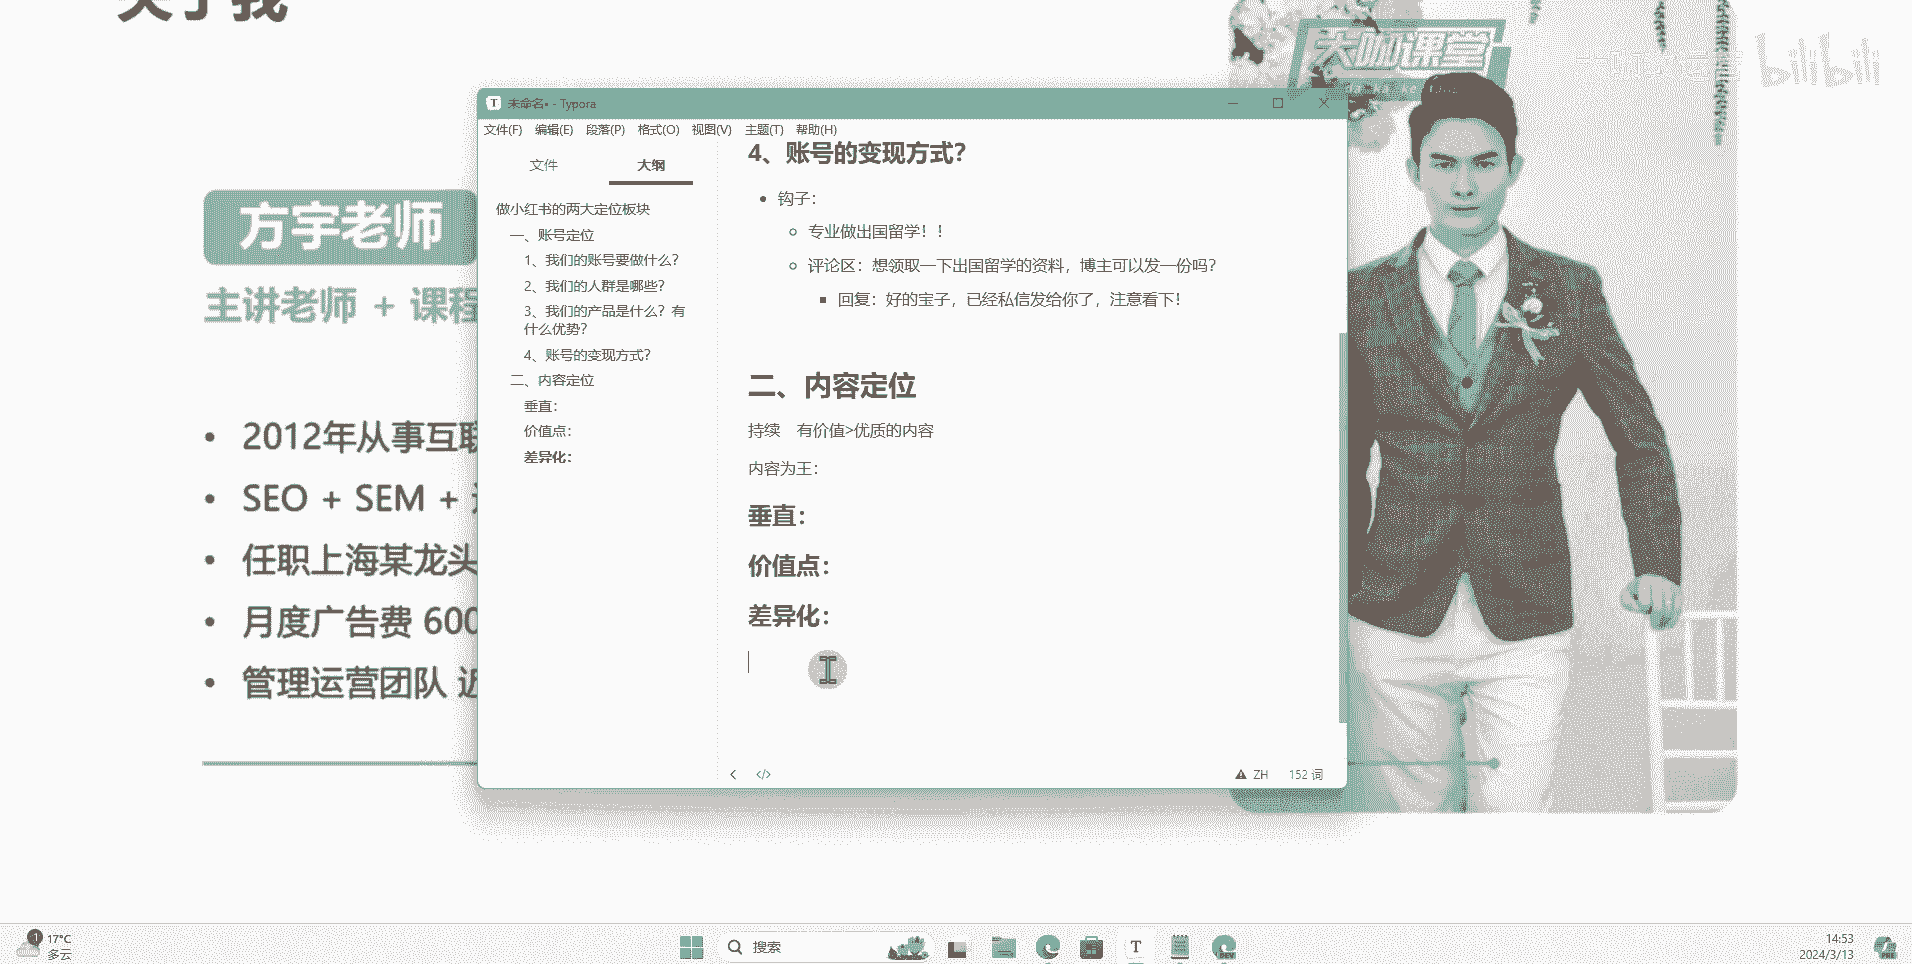 关于我
大咖课堂
bilibili
方宇老师
主讲老师 + 课程
• 2012年从事互联
• SEO + SEM +
• 任职上海某龙头
• 月度广告费 600
• 管理运营团队 近
未命名• - Typora
文件(F) 编辑(E) 段落(P) 格式(O) 视图(V) 主题(T) 帮助(H)
文件 大纲
做小红书的两大定位板块
一、账号定位
1、我们的账号要做什么?
2、我们的人群是哪些?
3、我们的产品是什么?有
什么优势?
4、账号的变现方式?
二、内容定位
垂直:
价值点:
差异化:
4、账号的变现方式?
• 钩子:
专业做出国留学!!
评论区:想领取一下出国留学的资料,博主可以发一份吗?
回复:好的宝子,已经私信发给你了,注意看下!
二、内容定位
持续 有价值>优质的内容
内容为王:
垂直:
价值点:
差异化:
</> ZH 152 词
1 17°C
多云
搜索
T
DEV
14:53
2024/3/13
PRE